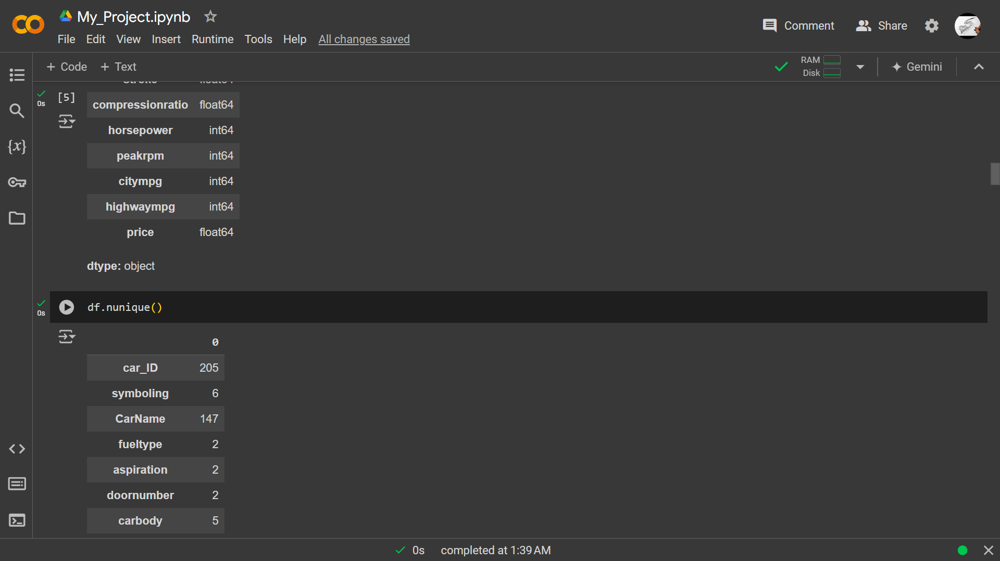 My_Project.ipynb
File Edit View Insert Runtime Tools Help All changes saved
Comment Share
+ Code + Text
RAM
Disk
Gemini
{x}
0s
[5]
compressionratio float64
horsepower int64
peakrpm int64
citympg int64
highwaympg int64
price float64
dtype: object
0s
df.nunique()
0
car_ID 205
symboling 6
CarName 147
fueltype 2
aspiration 2
doornumber 2
carbody 5
0s completed at 1:39 AM